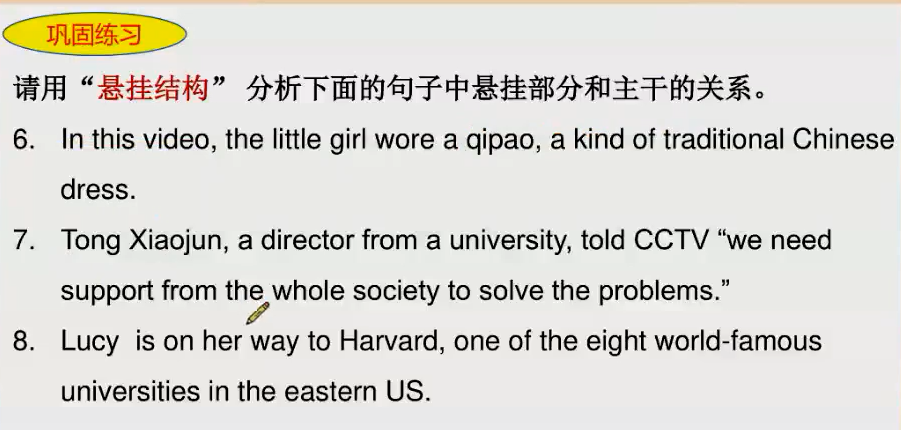 巩固练习
请用“悬挂结构” 分析下面的句子中悬挂部分和主干的关系。
6. In this video, the little girl wore a qipao, a kind of traditional Chinese
dress.
7. Tong Xiaojun, a director from a university, told CCTV “we need
support from the whole society to solve the problems.”
8. Lucy is on her way to Harvard, one of the eight world-famous
universities in the eastern US.